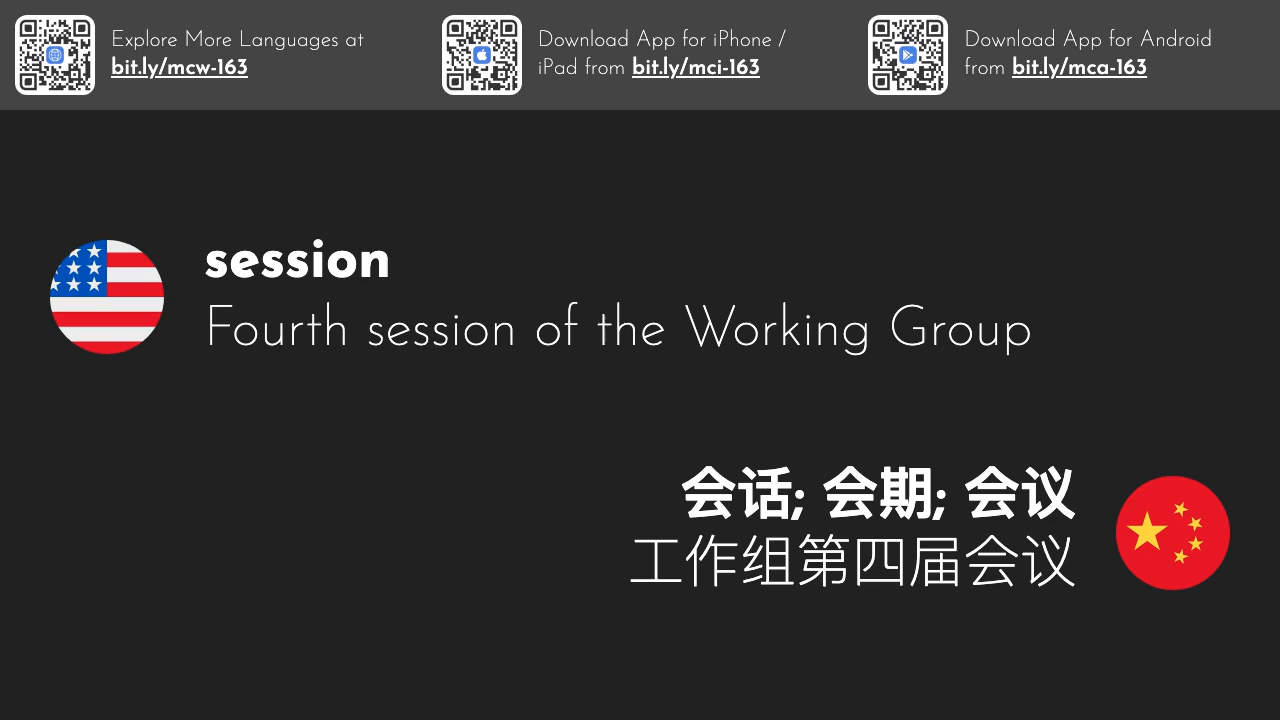 Explore More Languages at
bit.ly/mcw-163
Download App for iPhone /
iPad from bit.ly/mci-163
Download App for Android
from bit.ly/mca-163
session
Fourth session of the Working Group
会话; 会期; 会议
工作组第四届会议